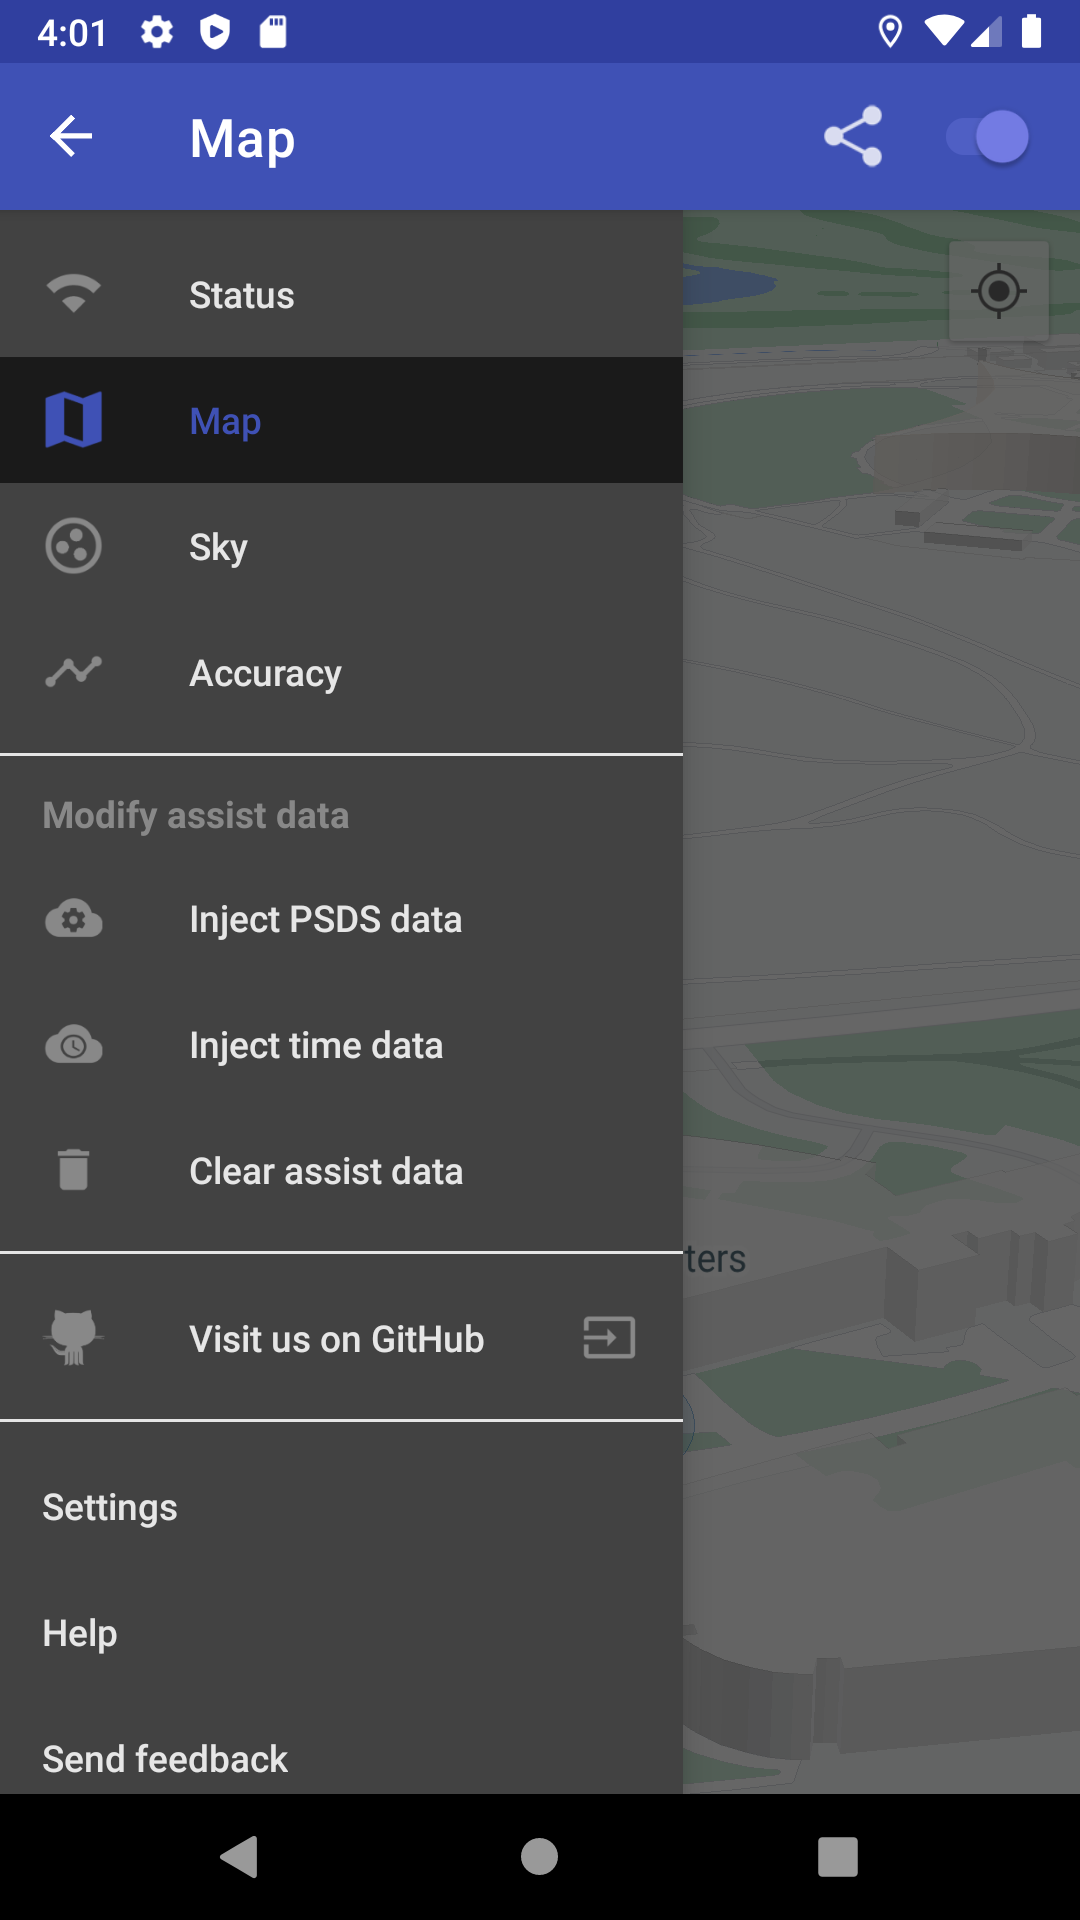 4:01
Map
Status
Map
Sky
Accuracy
Modify assist data
Inject PSDS data
Inject time data
Clear assist data
ters
Visit us on GitHub
Settings
Help
Send feedback